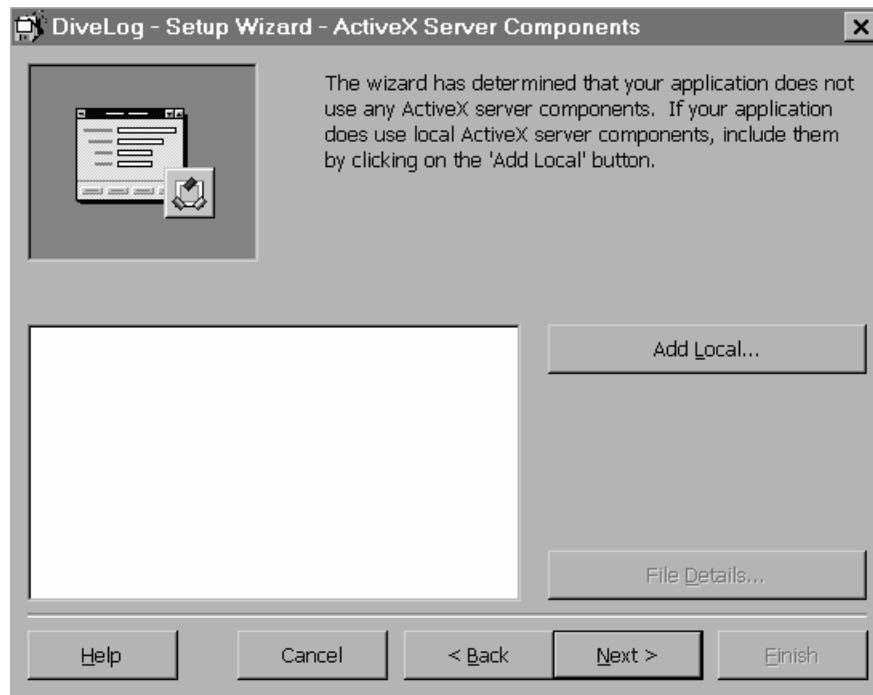 DiveLog - Setup Wizard - ActiveX Server Components
The wizard has determined that your application does not
use any ActiveX server components. If your application
does use local ActiveX server components, include them
by clicking on the 'Add Local' button.
Add Local...
File Details...
Help
Cancel
< Back
Next >
Finish